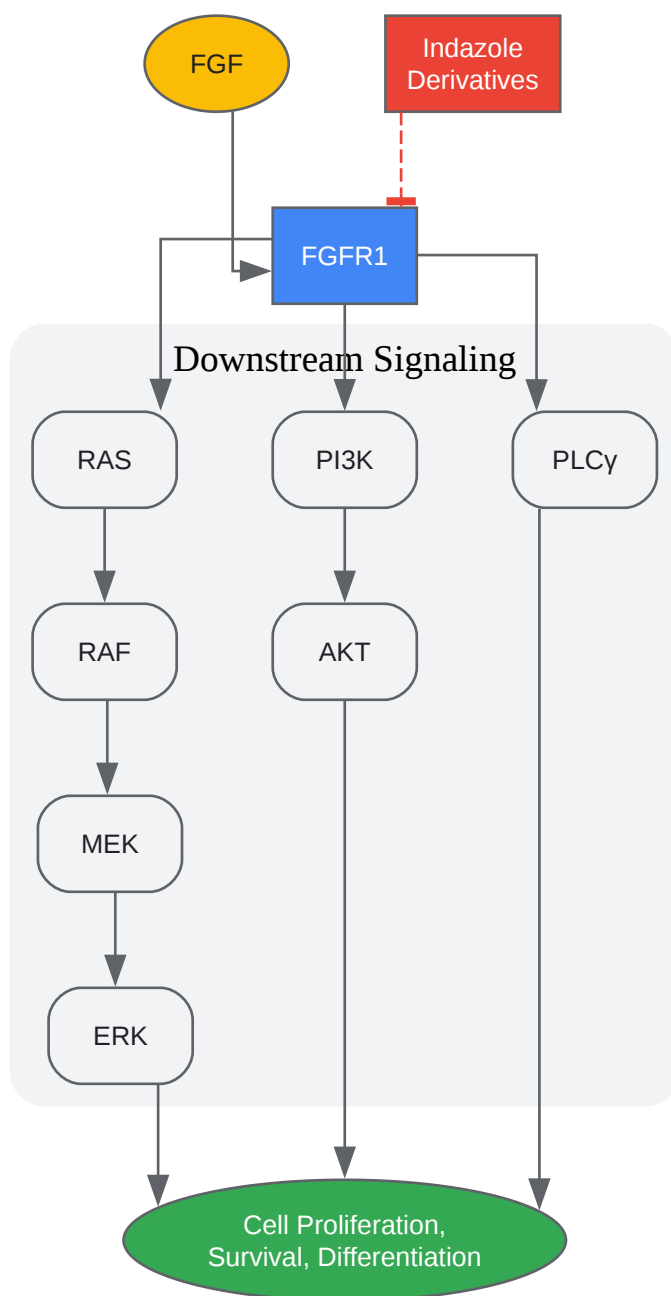 FGF
Indazole
Derivatives
FGFR1
Downstream Signaling
RAS
PI3K
PLCγ
RAF
AKT
MEK
ERK
Cell Proliferation,
Survival, Differentiation